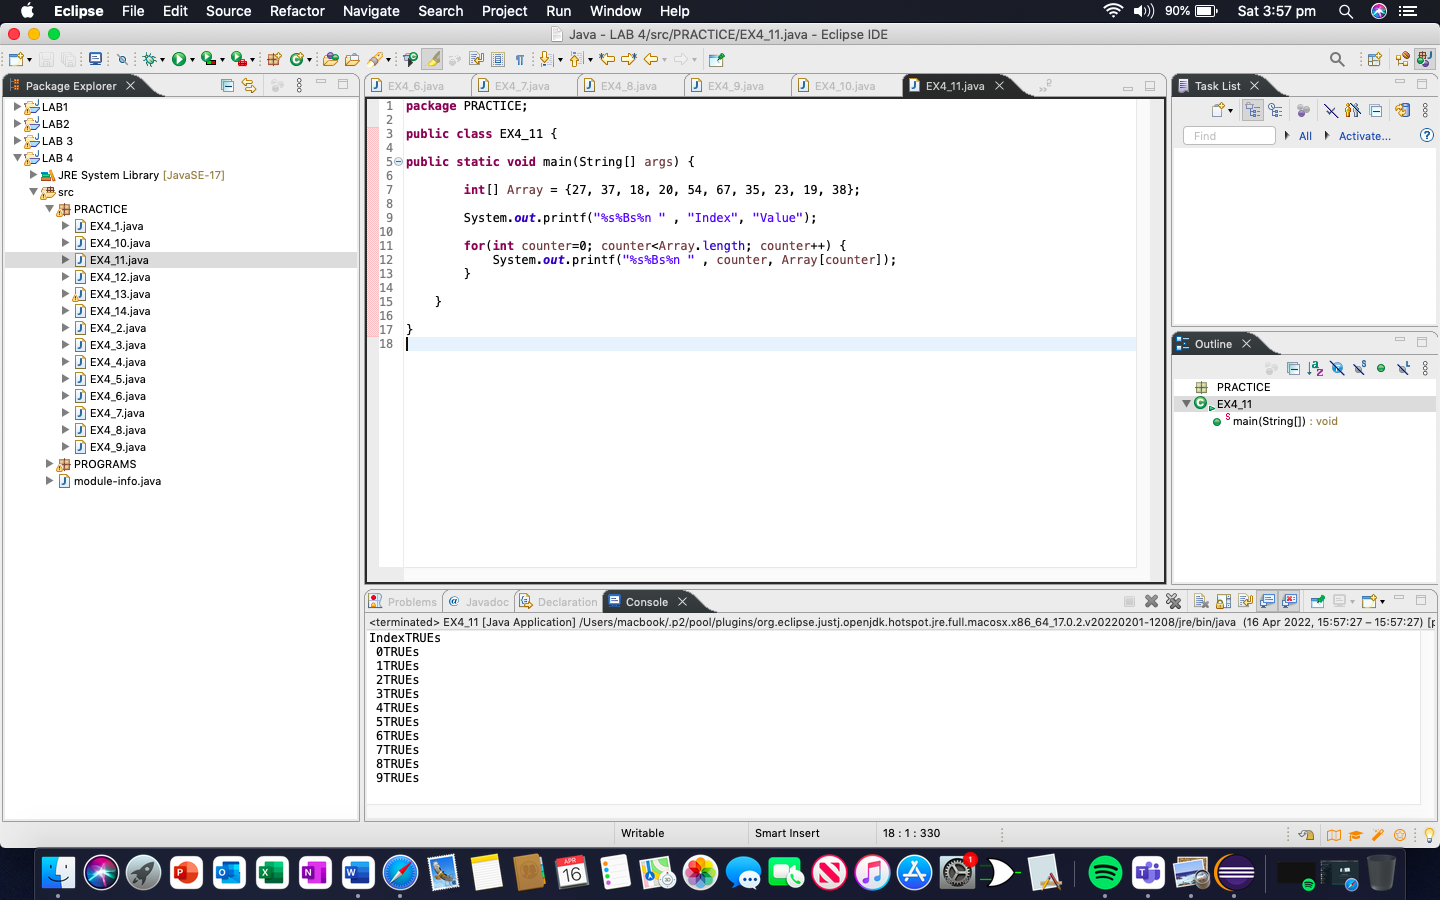 Eclipse File Edit Source Refactor Navigate Search Project Run Window Help 90% Sat 3:57 pm
Java - LAB 4/src/PRACTICE/EX4_11.java - Eclipse IDE
Package Explorer
LAB1
LAB2
LAB 3
LAB 4
JRE System Library [JavaSE-17]
src
PRACTICE
EX4_1.java
EX4_10.java
EX4_11.java
EX4_12.java
EX4_13.java
EX4_14.java
EX4_2.java
EX4_3.java
EX4_4.java
EX4_5.java
EX4_6.java
EX4_7.java
EX4_8.java
EX4_9.java
PROGRAMS
module-info.java
EX4_6.java EX4_7.java EX4_8.java EX4_9.java EX4_10.java EX4_11.java
1 package PRACTICE;
2
3 public class EX4_11 {
4
5 public static void main(String[] args) {
6
7 int[] Array = {27, 37, 18, 20, 54, 67, 35, 23, 19, 38};
8
9 System.out.printf("%s%Bs%n " , "Index", "Value");
10
11 for(int counter=0; counter<Array.length; counter++) {
12 System.out.printf("%s%Bs%n " , counter, Array[counter]);
13 }
14
15 }
16
17 }
18
Task List
Find All Activate...
Outline
PRACTICE
EX4_11
main(String[]) : void
Problems Javadoc Declaration Console
<terminated> EX4_11 [Java Application] /Users/macbook/.p2/pool/plugins/org.eclipse.justj.openjdk.hotspot.jre.full.macosx.x86_64_17.0.2.v20220201-1208/jre/bin/java (16 Apr 2022, 15:57:27 – 15:57:27) [p
IndexTRUEs
0TRUEs
1TRUEs
2TRUEs
3TRUEs
4TRUEs
5TRUEs
6TRUEs
7TRUEs
8TRUEs
9TRUEs
Writable Smart Insert 18 : 1 : 330
APR
16
1